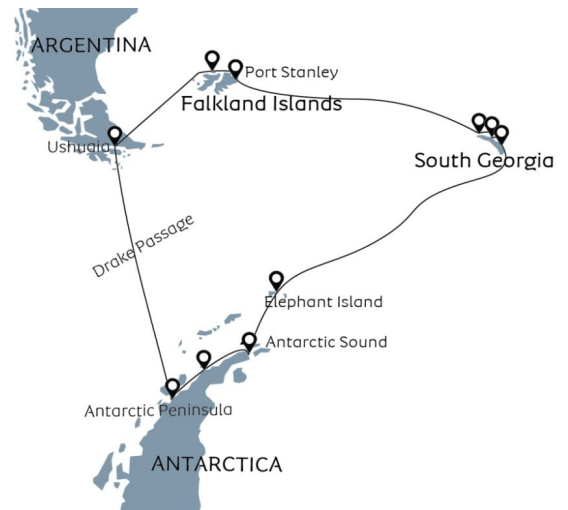 ARGENTINA
Port Stanley
Falkland Islands
Ushuaia
South Georgia
Drake Passage
Elephant Island
Antarctic Sound
Antarctic Peninsula
ANTARCTICA